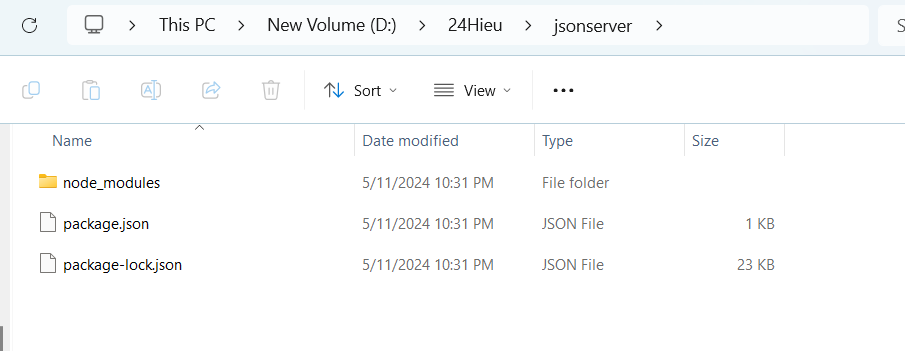 This PC > New Volume (D:) > 24Hieu > jsonserver > S
Sort View •••
Name Date modified Type Size
node_modules 5/11/2024 10:31 PM File folder
package.json 5/11/2024 10:31 PM JSON File 1 KB
package-lock.json 5/11/2024 10:31 PM JSON File 23 KB